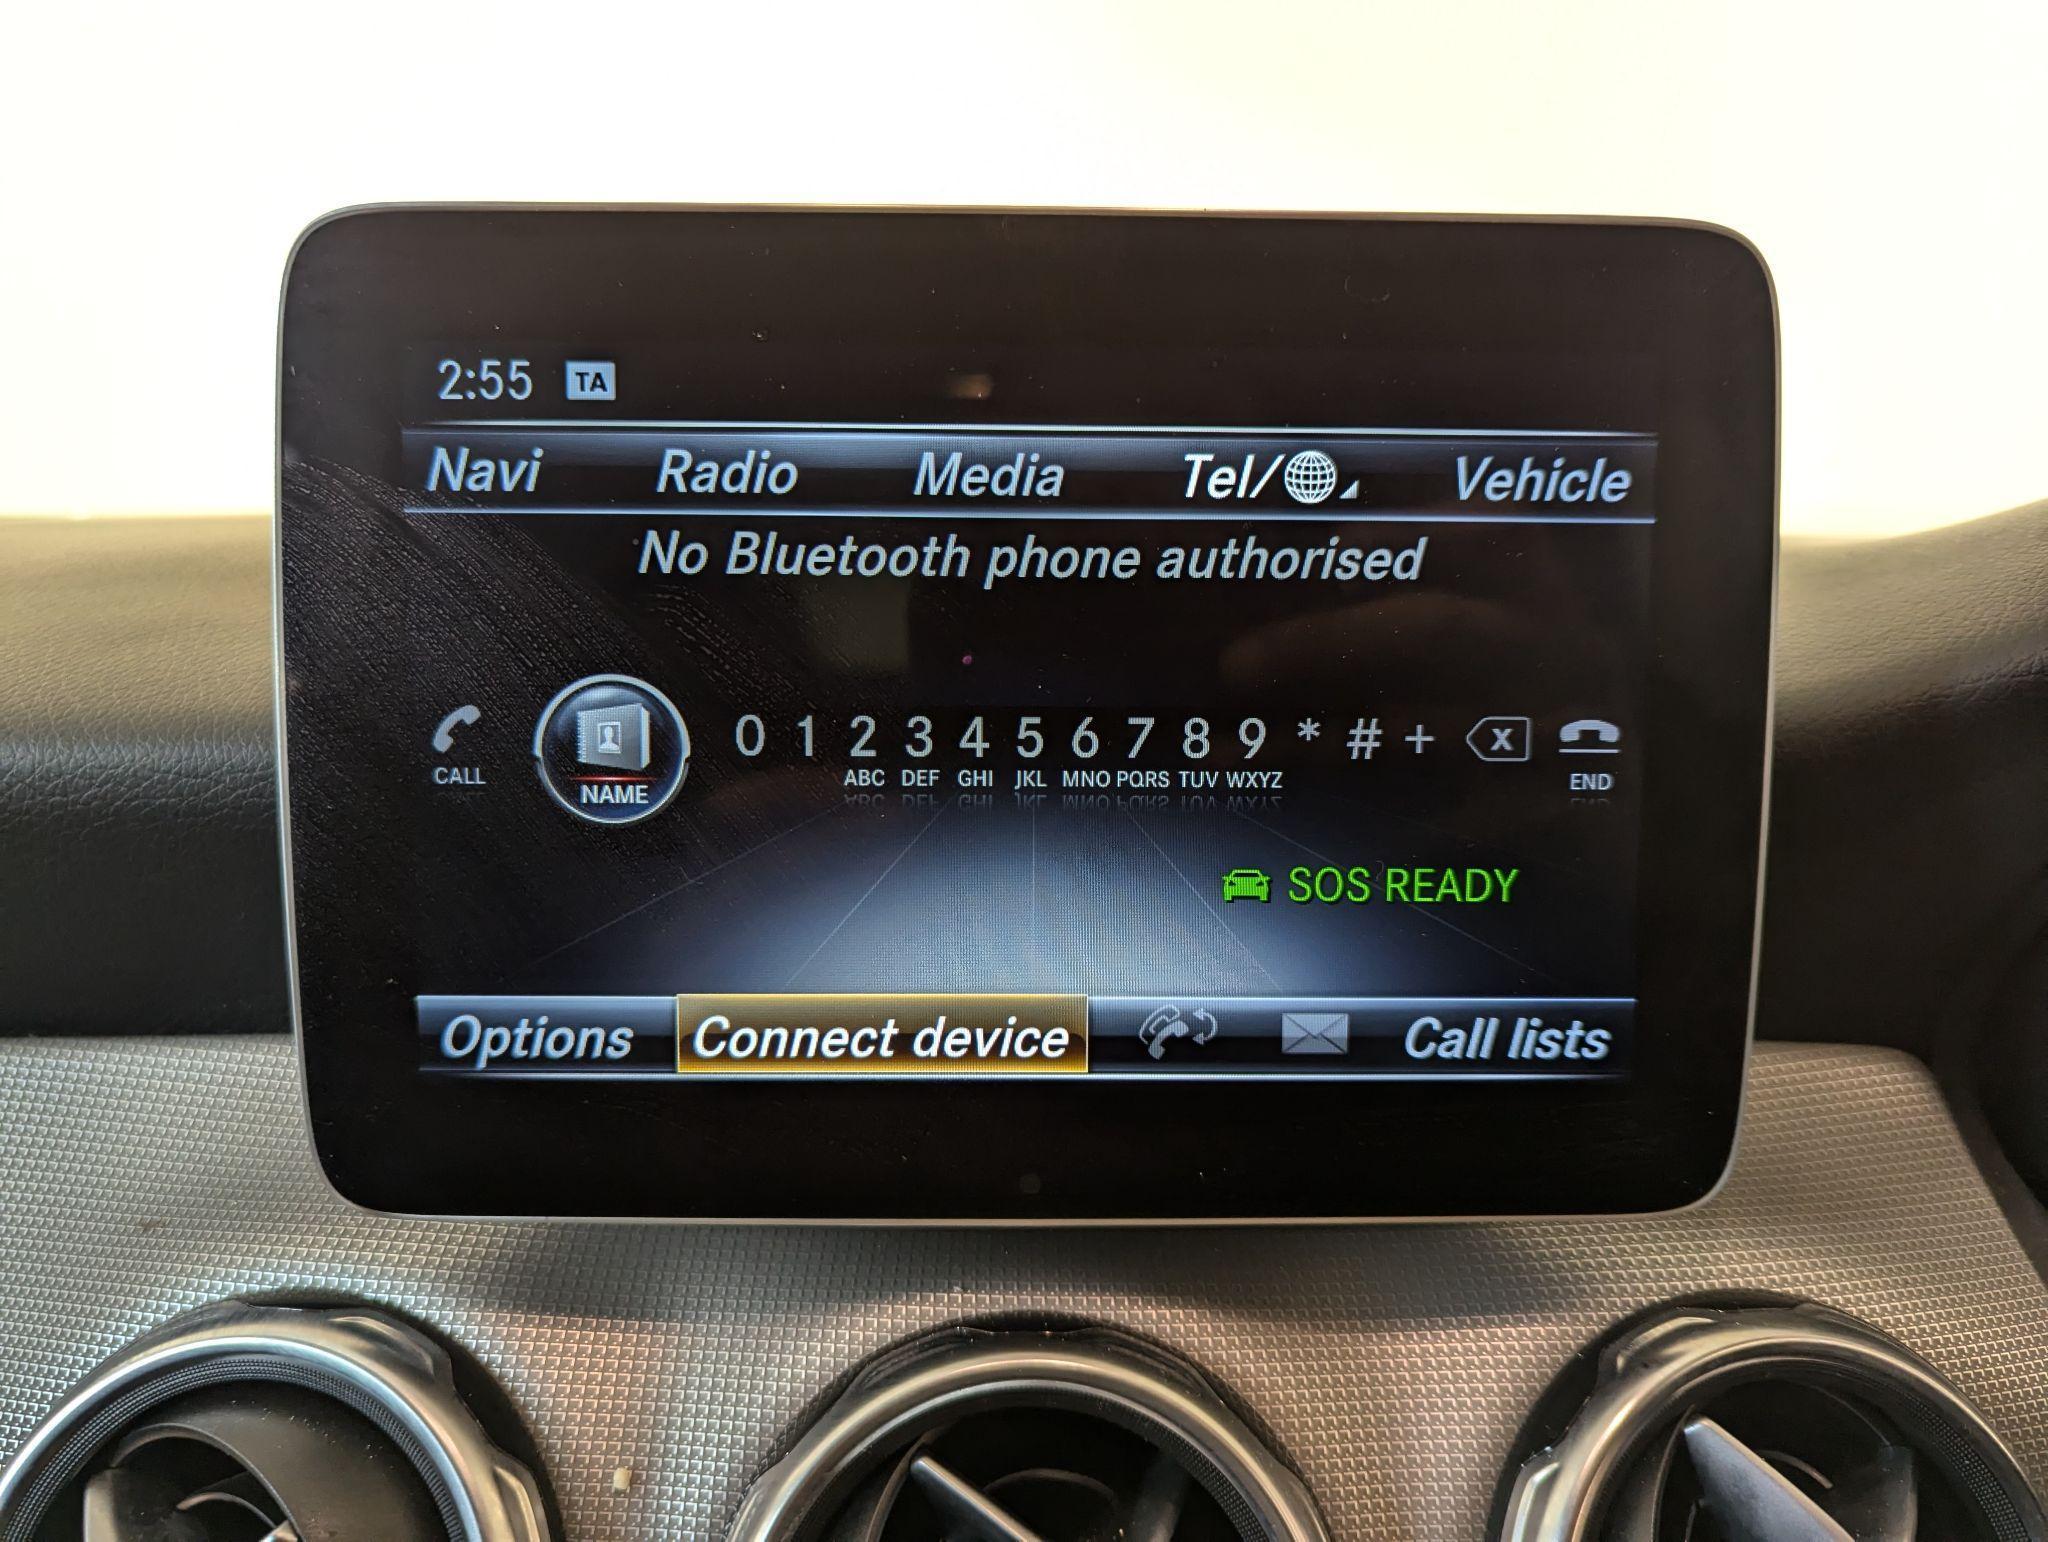 2:55 TA
Navi Radio Media Tel/ Vehicle
No Bluetooth phone authorised
0 1 2 3 4 5 6 7 8 9 * # + x
CALL NAME ABC DEF GHI JKL MNO PQRS TUV WXYZ END
SOS READY
Options Connect device Call lists